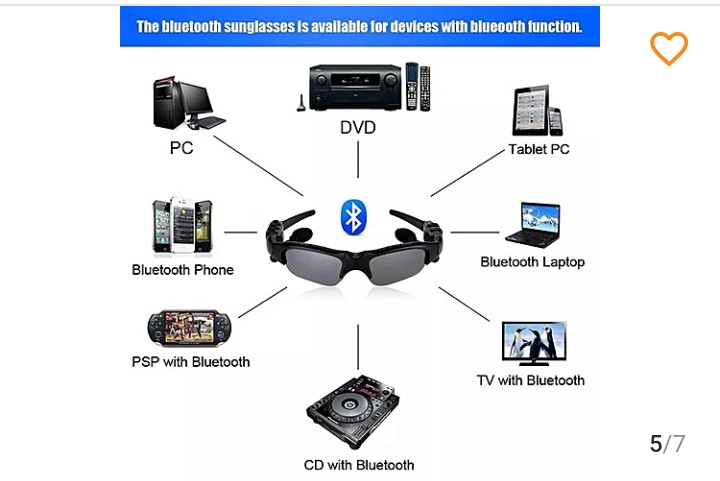 The bluetooth sunglasses is available for devices with blueooth function.
DVD
PC
Tablet PC
Bluetooth Phone
Bluetooth Laptop
PSP with Bluetooth
TV with Bluetooth
CD with Bluetooth
5/7